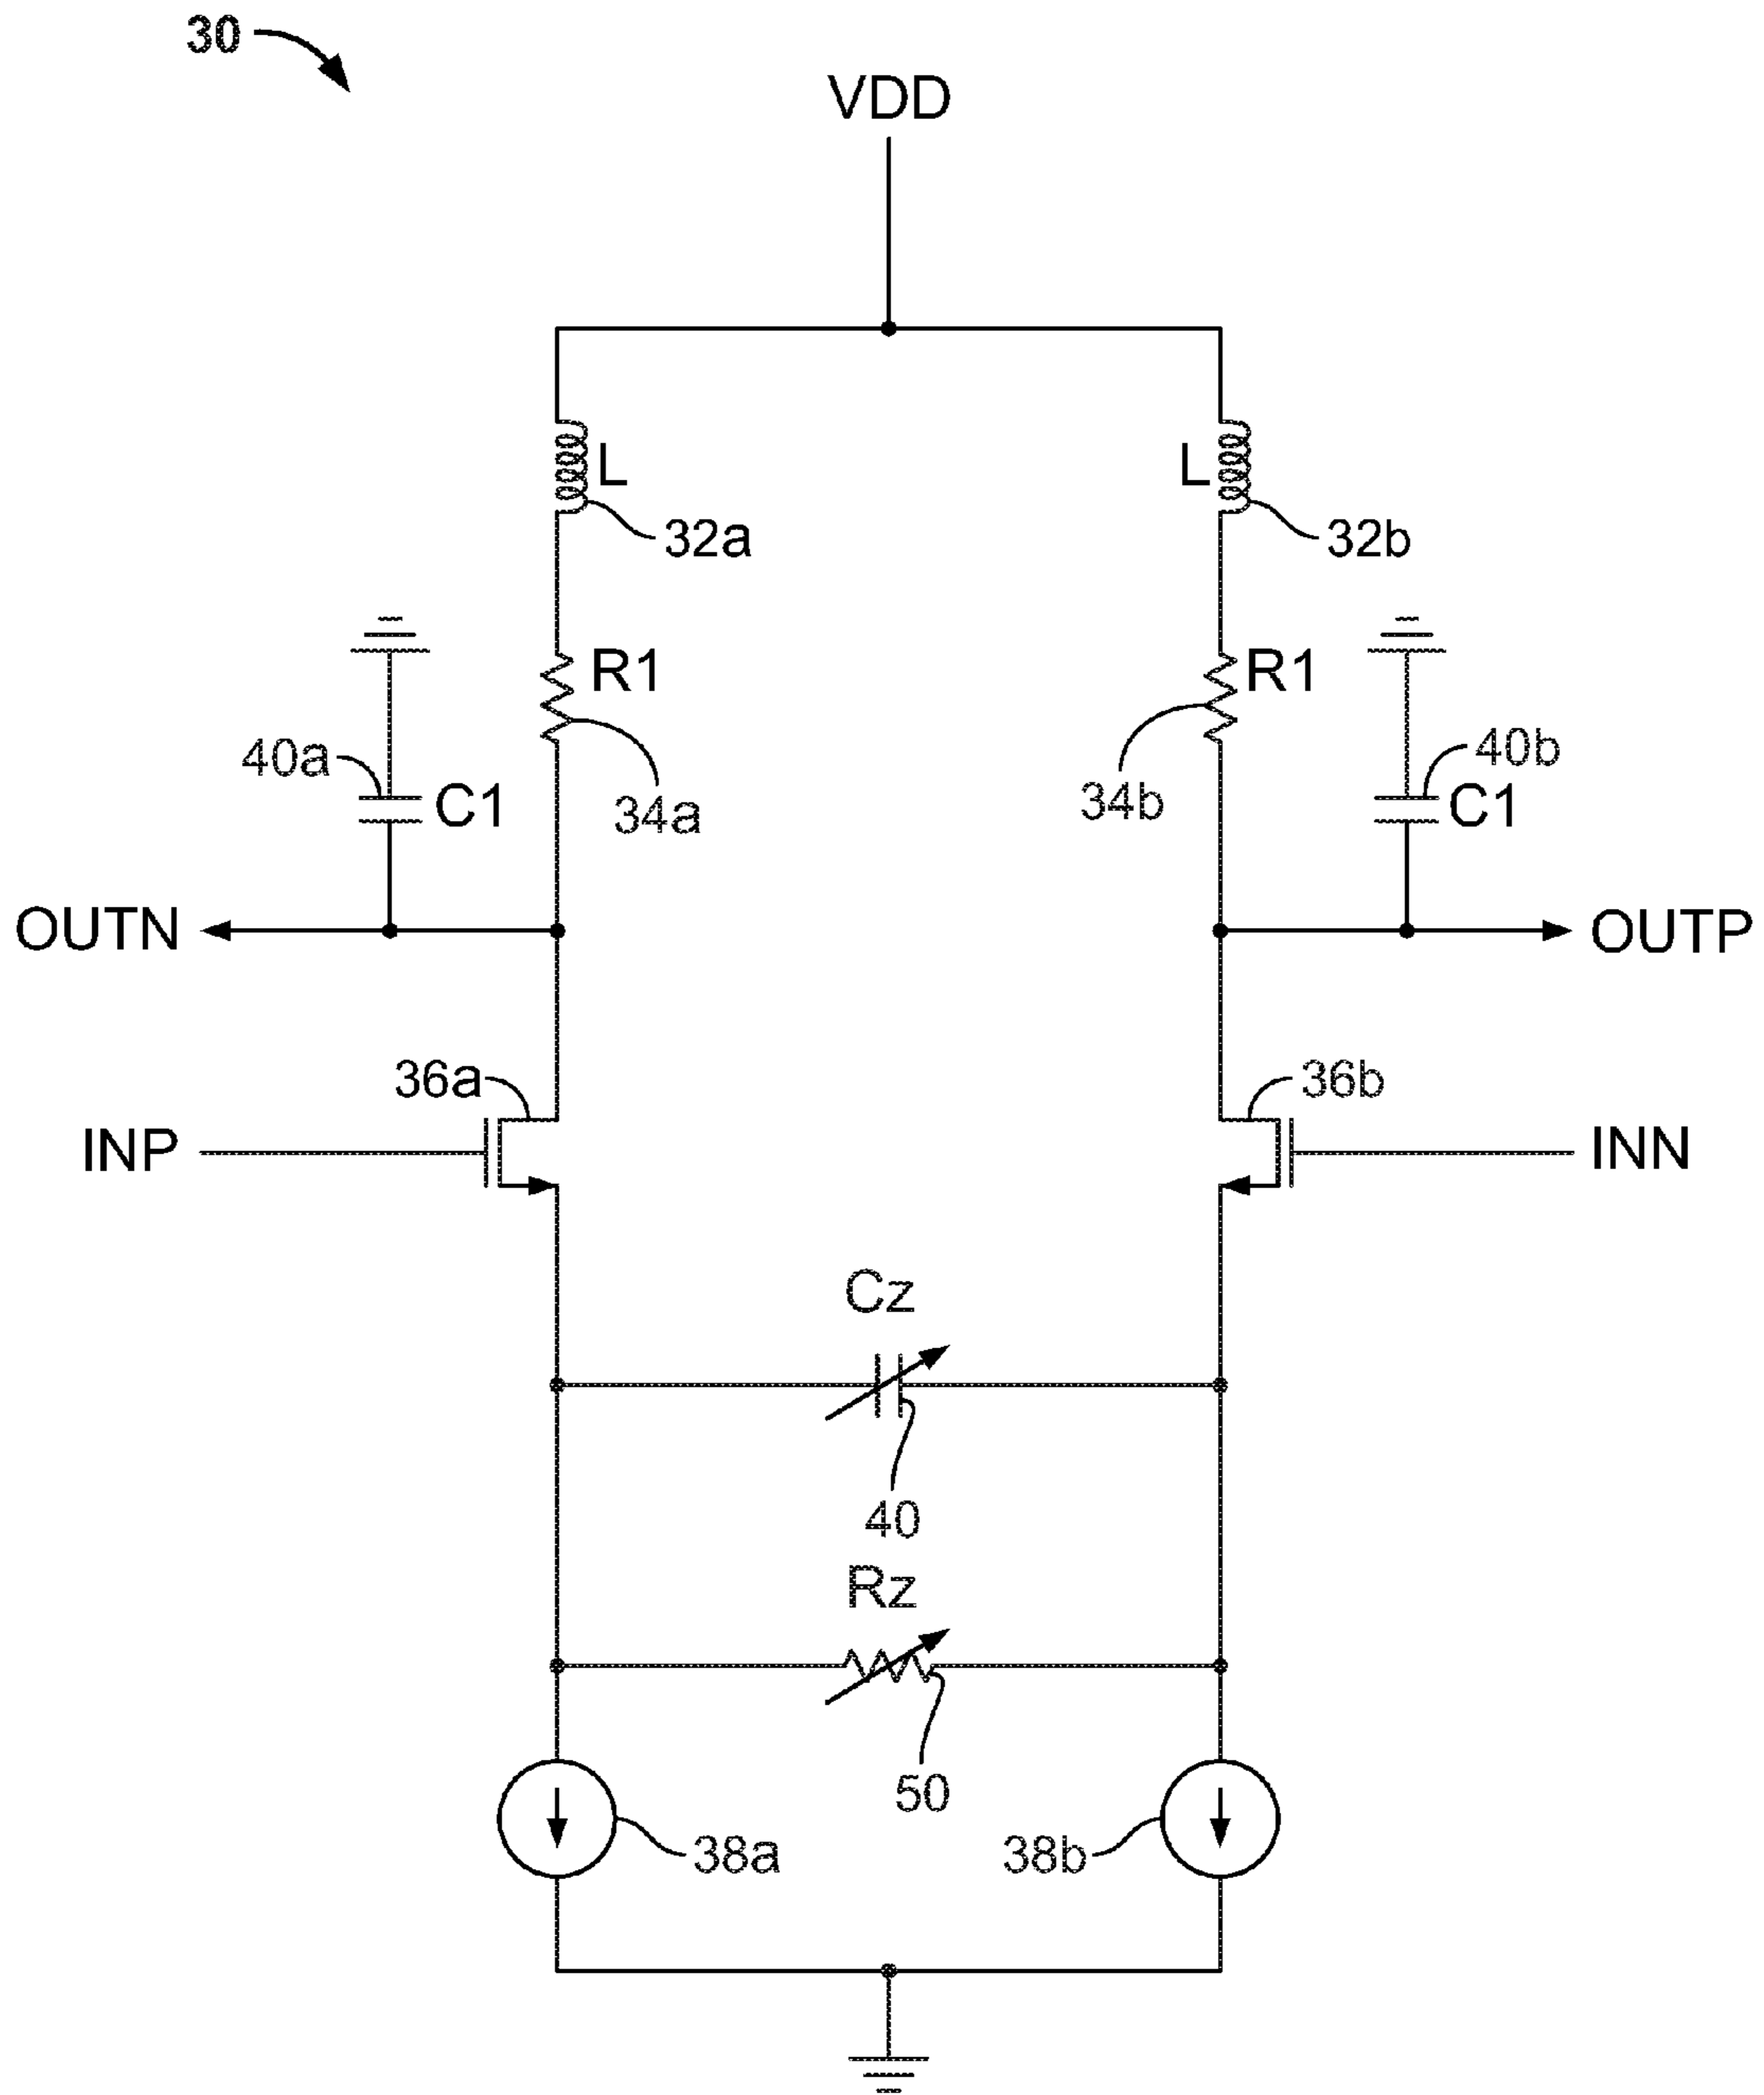 30
VDD
L
L
32a
32b
R1
R1
40a
40b
C1
C1
34a
34b
OUTN
OUTP
36a
36b
INP
INN
Cz
40
Rz
50
38a
38b